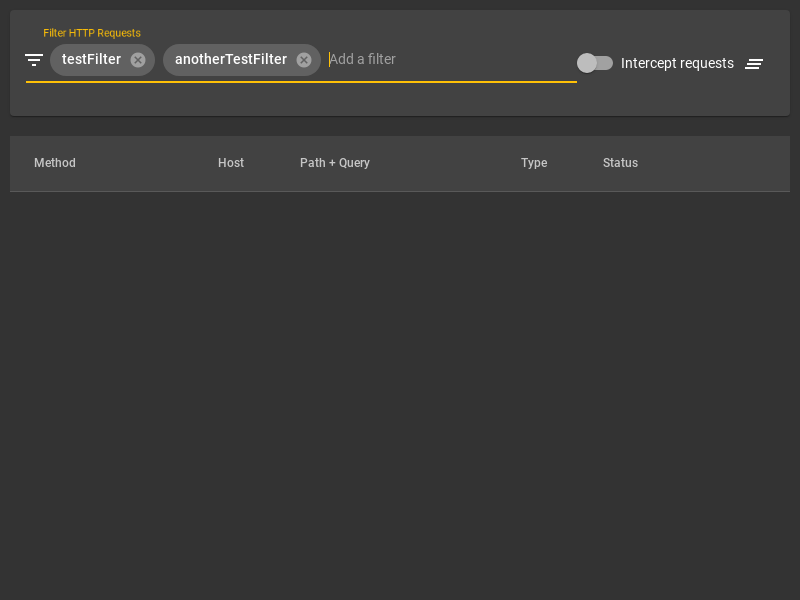 Filter HTTP Requests
testFilter anotherTestFilter Add a filter Intercept requests
Method Host Path + Query Type Status